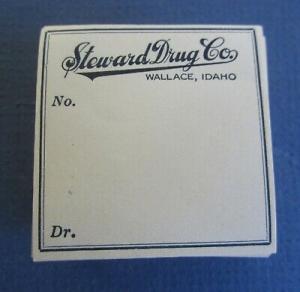 Steward Drug Co.
WALLACE, IDAHO
No.
Dr.